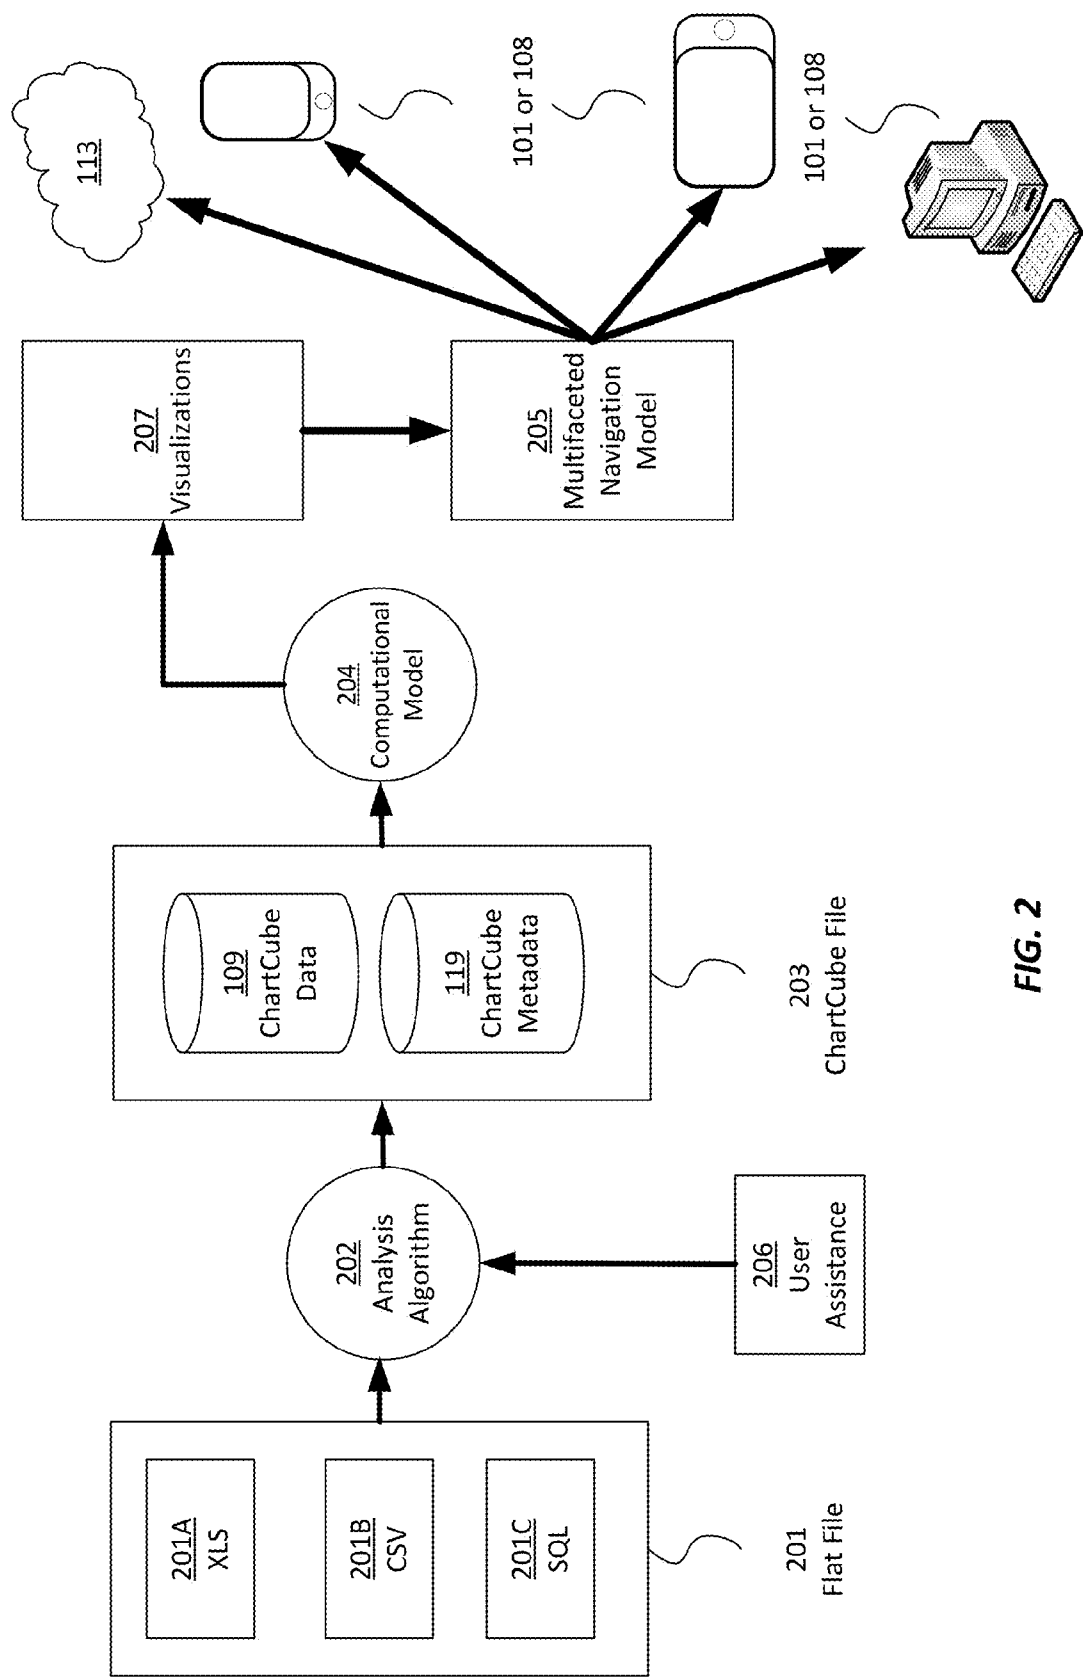 201A
XLS
201B
CSV
201C
SQL
201
Flat File
202
Analysis
Algorithm
206
User
Assistance
109
ChartCube
Data
119
ChartCube
Metadata
203
ChartCube File
204
Computational
Model
207
Visualizations
205
Multifaceted
Navigation
Model
113
101 or 108
101 or 108
FIG. 2